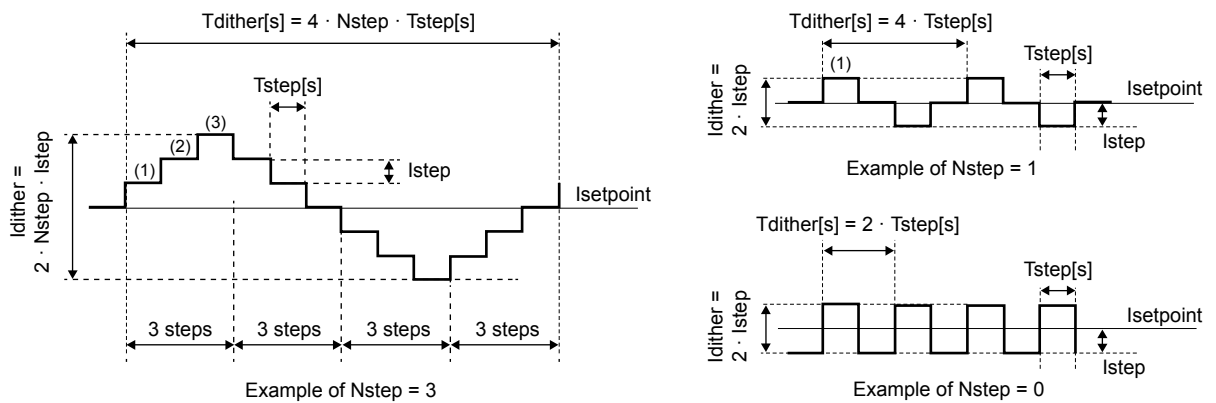 Tdither[s] = 4 · Nstep · Tstep[s]
Tstep[s]
(1)
(2)
(3)
Istep
Isetpoint
Idither =
2 · Nstep · Istep
3 steps
3 steps
3 steps
3 steps
Example of Nstep = 3
Tdither[s] = 4 · Tstep[s]
(1)
Tstep[s]
Isetpoint
Idither =
2 · Istep
Istep
Example of Nstep = 1
Tdither[s] = 2 · Tstep[s]
Tstep[s]
Isetpoint
Idither =
2 · Istep
Istep
Example of Nstep = 0